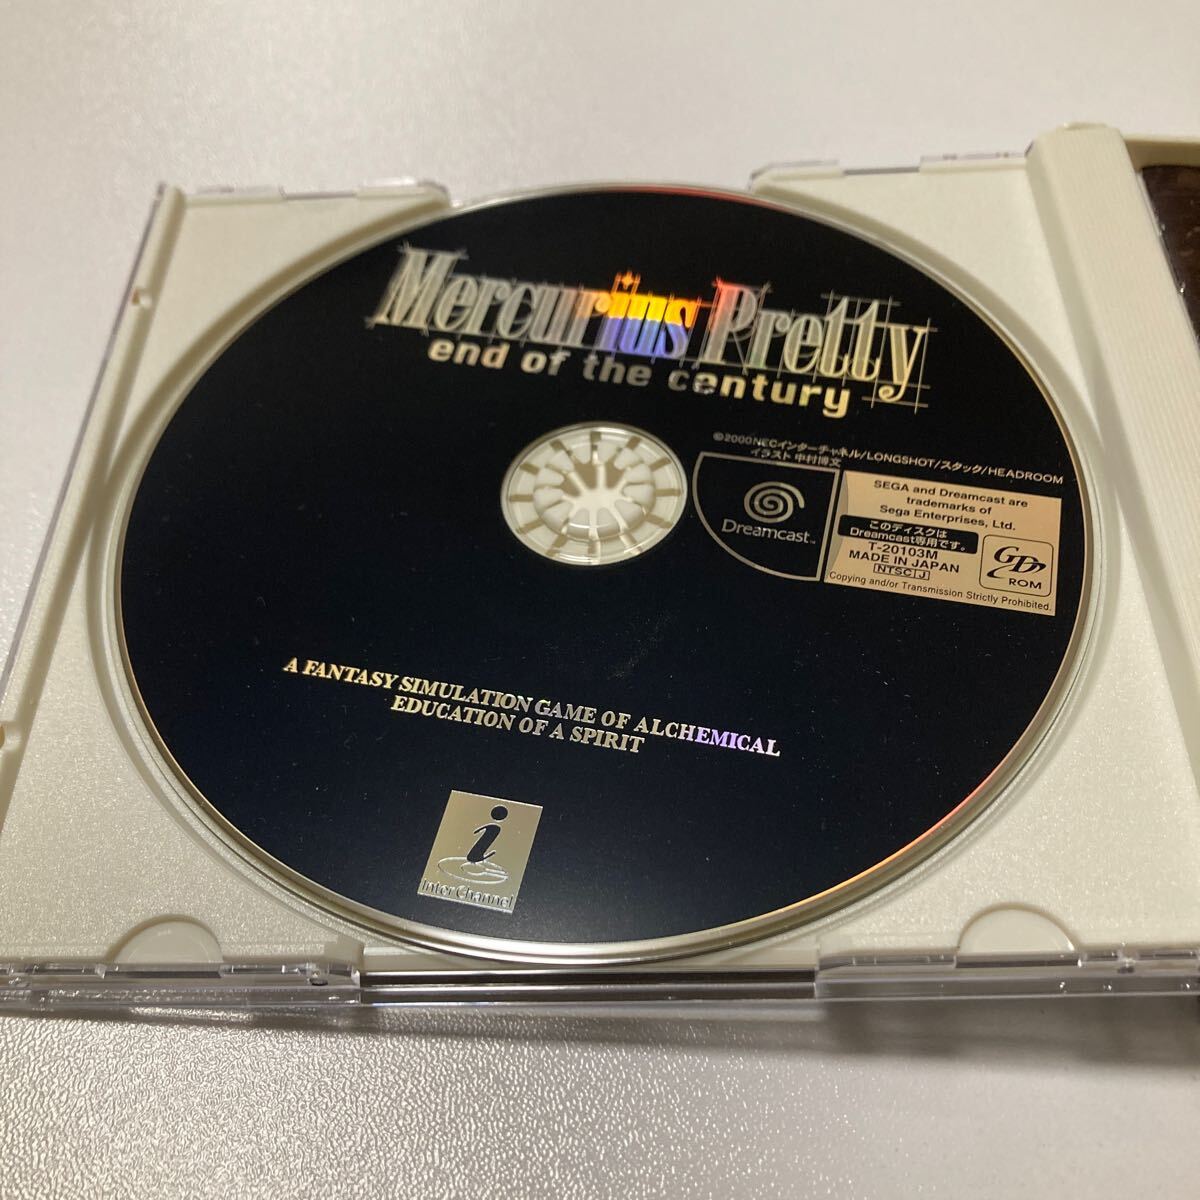 Mercurius Pretty
end of the century
©2000NECインターチャネル/LONGSHOT/スタック/HEADROOM
イラスト 中村博文
Dreamcast™
SEGA and Dreamcast are
trademarks of
Sega Enterprises, Ltd.
このディスクは
Dreamcast専用です。
T-20103M
MADE IN JAPAN
NTSC J
Copying and/or Transmission Strictly Prohibited.
GD
ROM
A FANTASY SIMULATION GAME OF ALCHEMICAL
EDUCATION OF A SPIRIT
i
Inter Channel